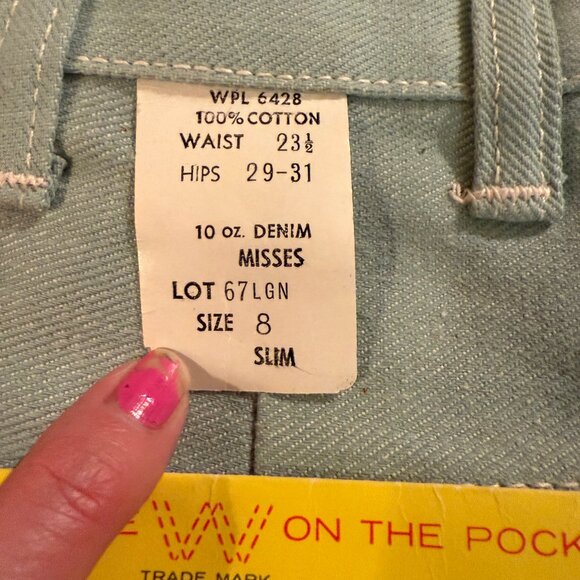 WPL 6428
100% COTTON
WAIST 23½
HIPS 29-31
10 oz. DENIM
MISSES
LOT 67LGN
SIZE 8
SLIM
W ON THE POCK
TRADE MARK